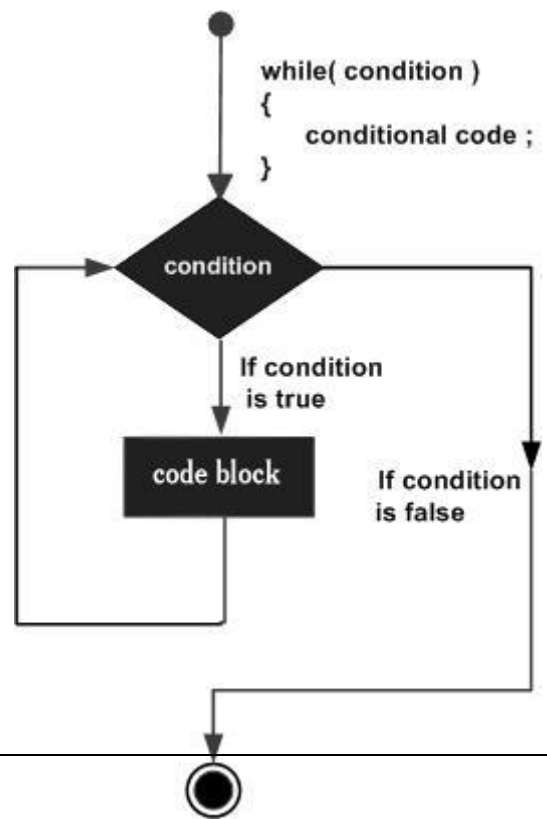 while( condition )
{
conditional code ;
}
condition
If condition
is true
code block
If condition
is false